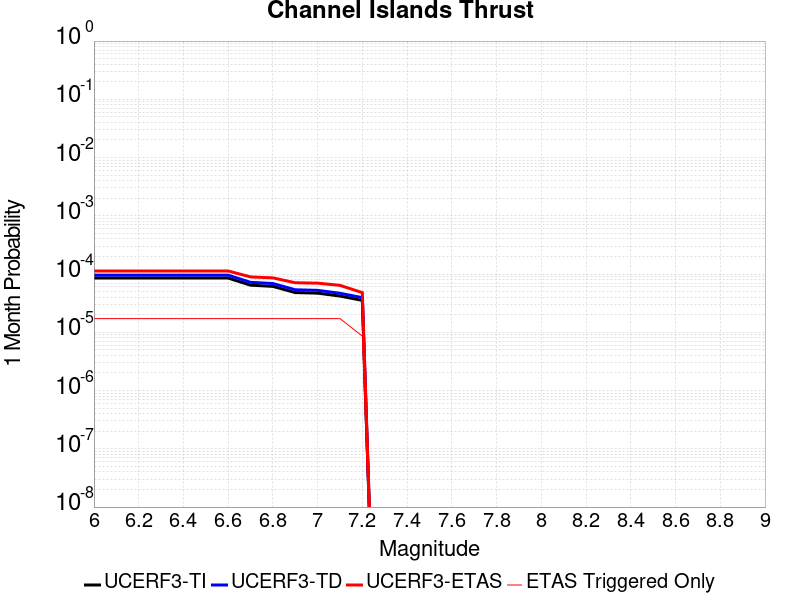 Channel Islands Thrust
10^0
10^-1
10^-2
10^-3
10^-4
10^-5
10^-6
10^-7
10^-8
1 Month Probability
6 6.2 6.4 6.6 6.8 7 7.2 7.4 7.6 7.8 8 8.2 8.4 8.6 8.8 9
Magnitude
UCERF3-TI UCERF3-TD UCERF3-ETAS ETAS Triggered Only